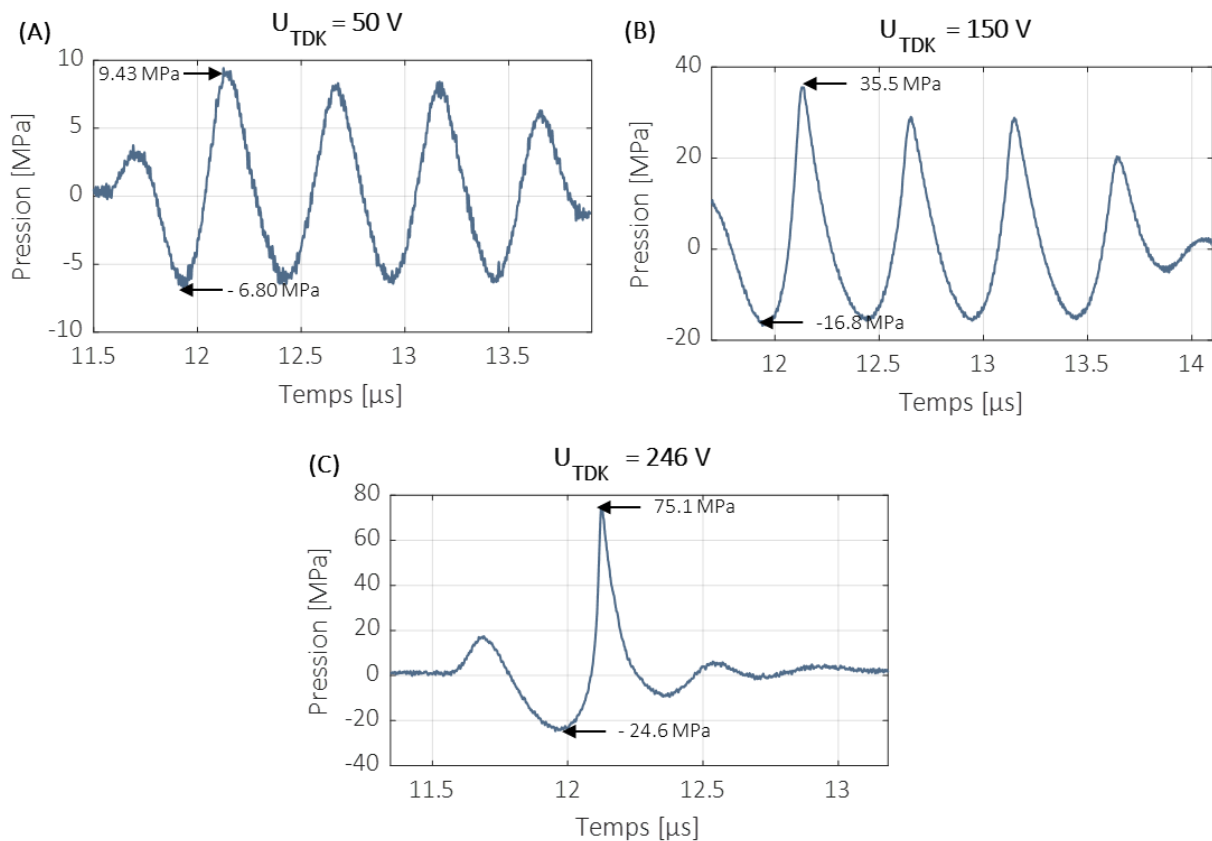 (A)
U_TDK = 50 V
9.43 MPa
- 6.80 MPa
10
5
0
-5
-10
Pression [MPa]
11.5
12
12.5
13
13.5
Temps [µs]
(B)
U_TDK = 150 V
35.5 MPa
-16.8 MPa
40
20
0
-20
Pression [MPa]
12
12.5
13
13.5
14
Temps [µs]
(C)
U_TDK = 246 V
75.1 MPa
- 24.6 MPa
80
60
40
20
0
-20
-40
Pression [MPa]
11.5
12
12.5
13
Temps [µs]